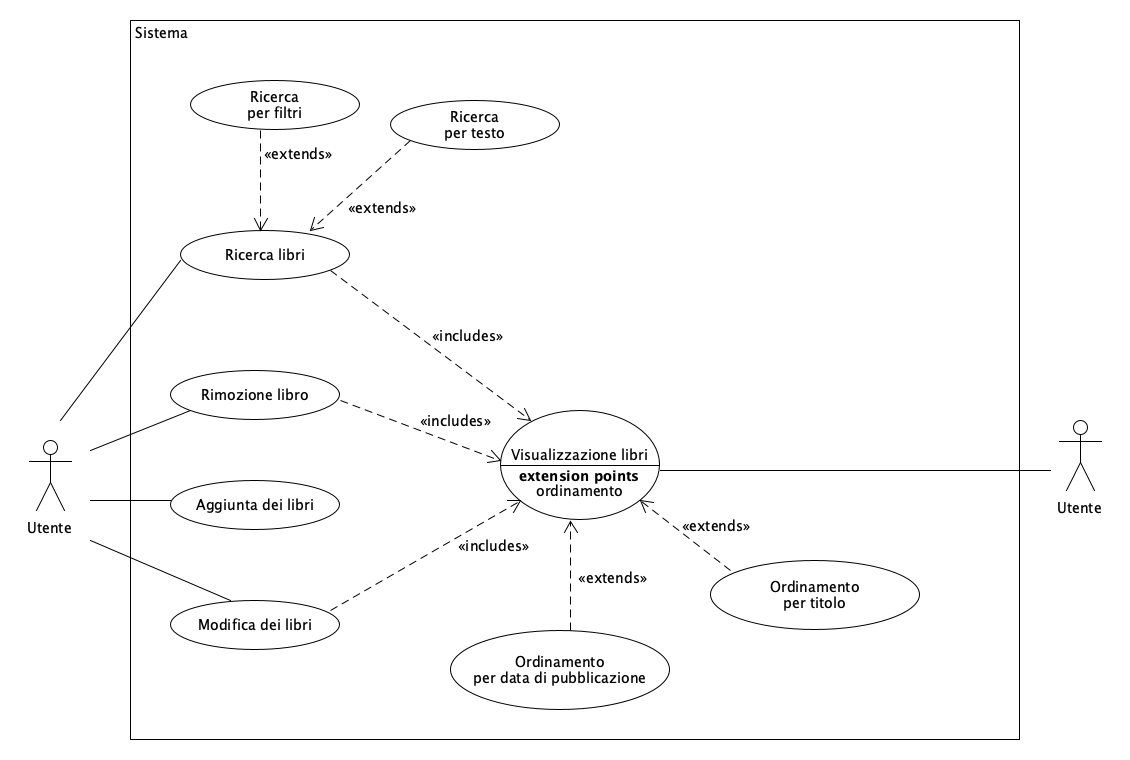 Sistema
Ricerca
per filtri
Ricerca
per testo
«extends»
«extends»
Ricerca libri
«includes»
Rimozione libro
«includes»
Visualizzazione libri
extension points
ordinamento
Aggiunta dei libri
Utente
Utente
«includes»
«extends»
«extends»
Ordinamento
per titolo
Modifica dei libri
Ordinamento
per data di pubblicazione